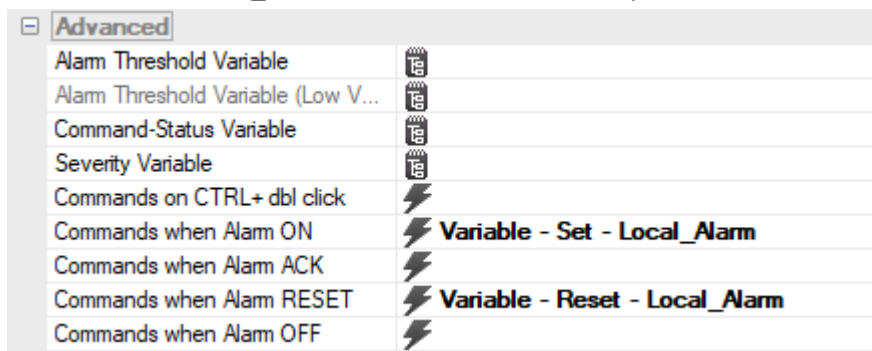 Advanced
Alarm Threshold Variable
Alarm Threshold Variable (Low V...
Command-Status Variable
Severity Variable
Commands on CTRL+ dbl click
Commands when Alarm ON Variable - Set - Local_Alarm
Commands when Alarm ACK
Commands when Alarm RESET Variable - Reset - Local_Alarm
Commands when Alarm OFF